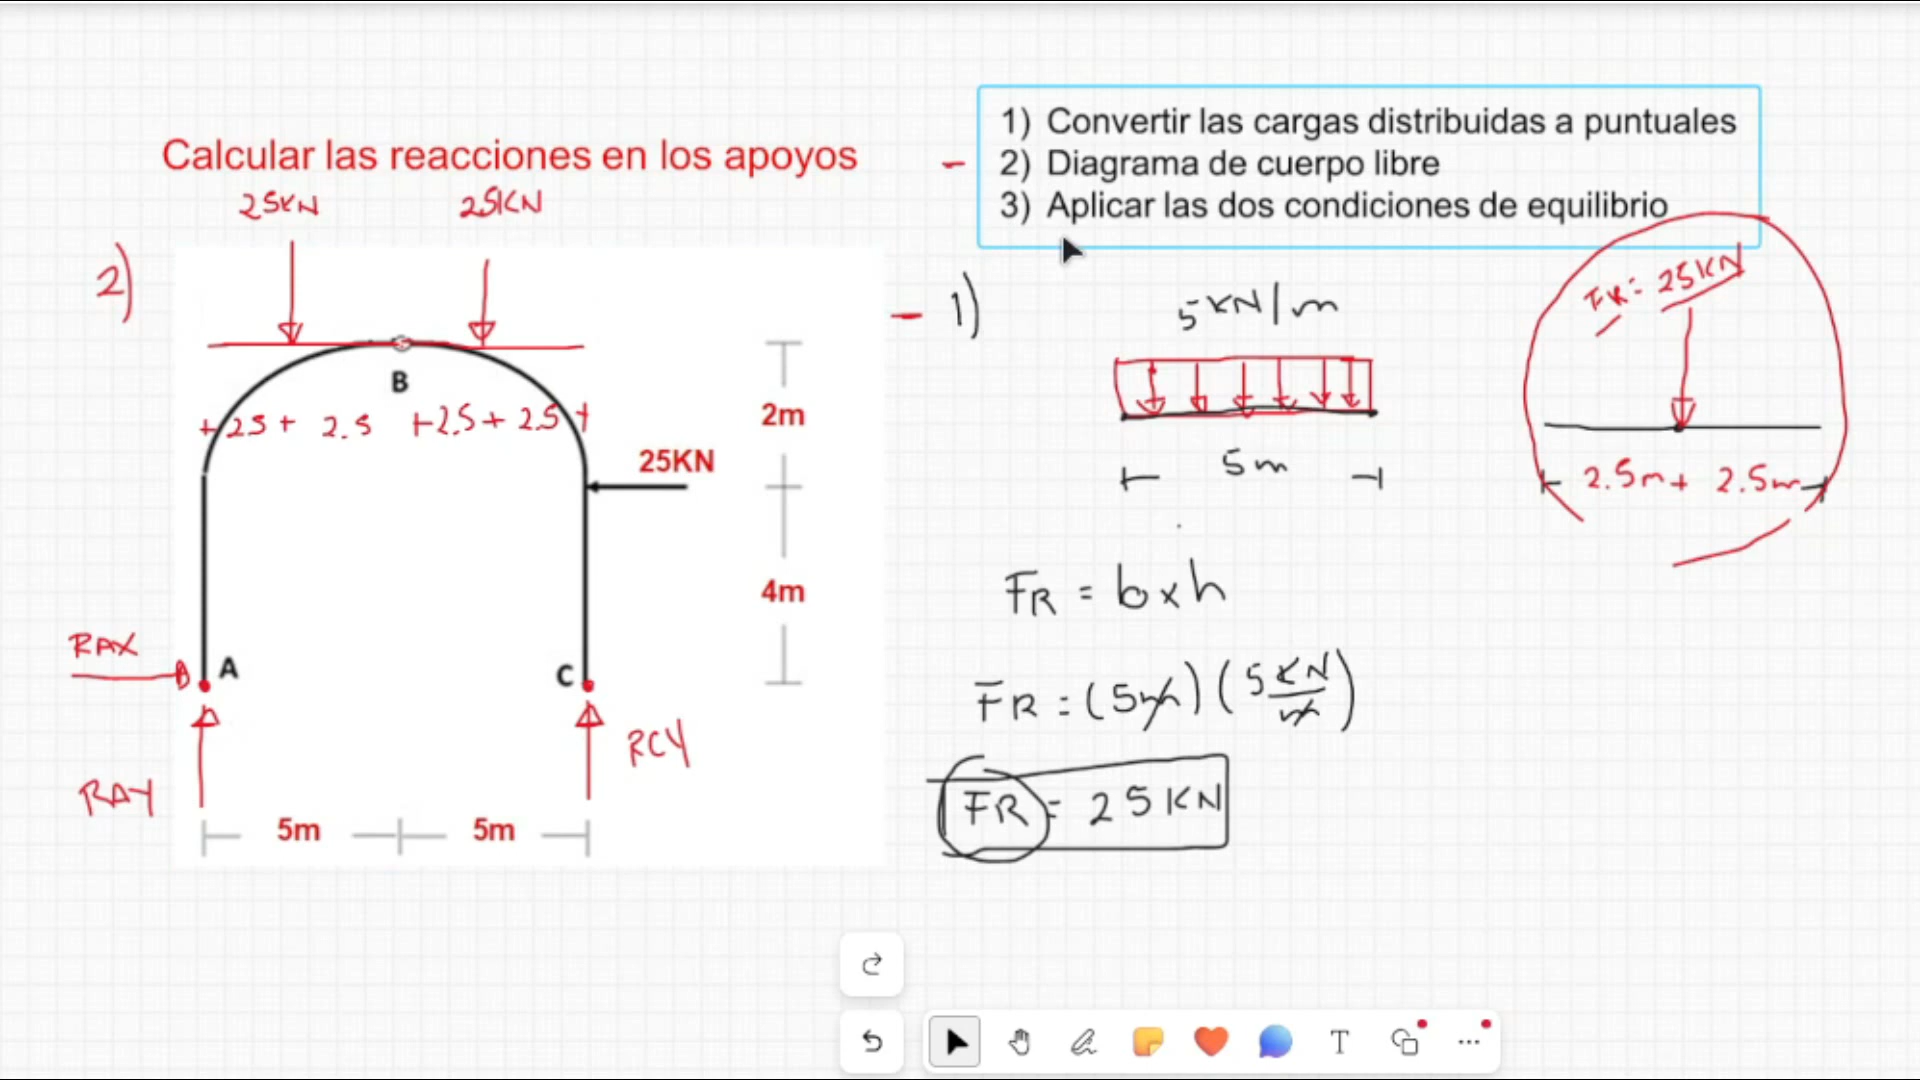 Calcular las reacciones en los apoyos
25KN
25KN
2)
B
+ 2.5 + 2.5 + 2.5 + 2.5 +
25KN
2m
4m
RAX
A
C
RAY
RCY
5m
5m
1) Convertir las cargas distribuidas a puntuales
- 2) Diagrama de cuerpo libre
3) Aplicar las dos condiciones de equilibrio
- 1)
5KN/m
5m
FR = b x h
FR = (5m) (5 KN/m)
FR = 25KN
FR = 25KN
2.5m + 2.5m
T